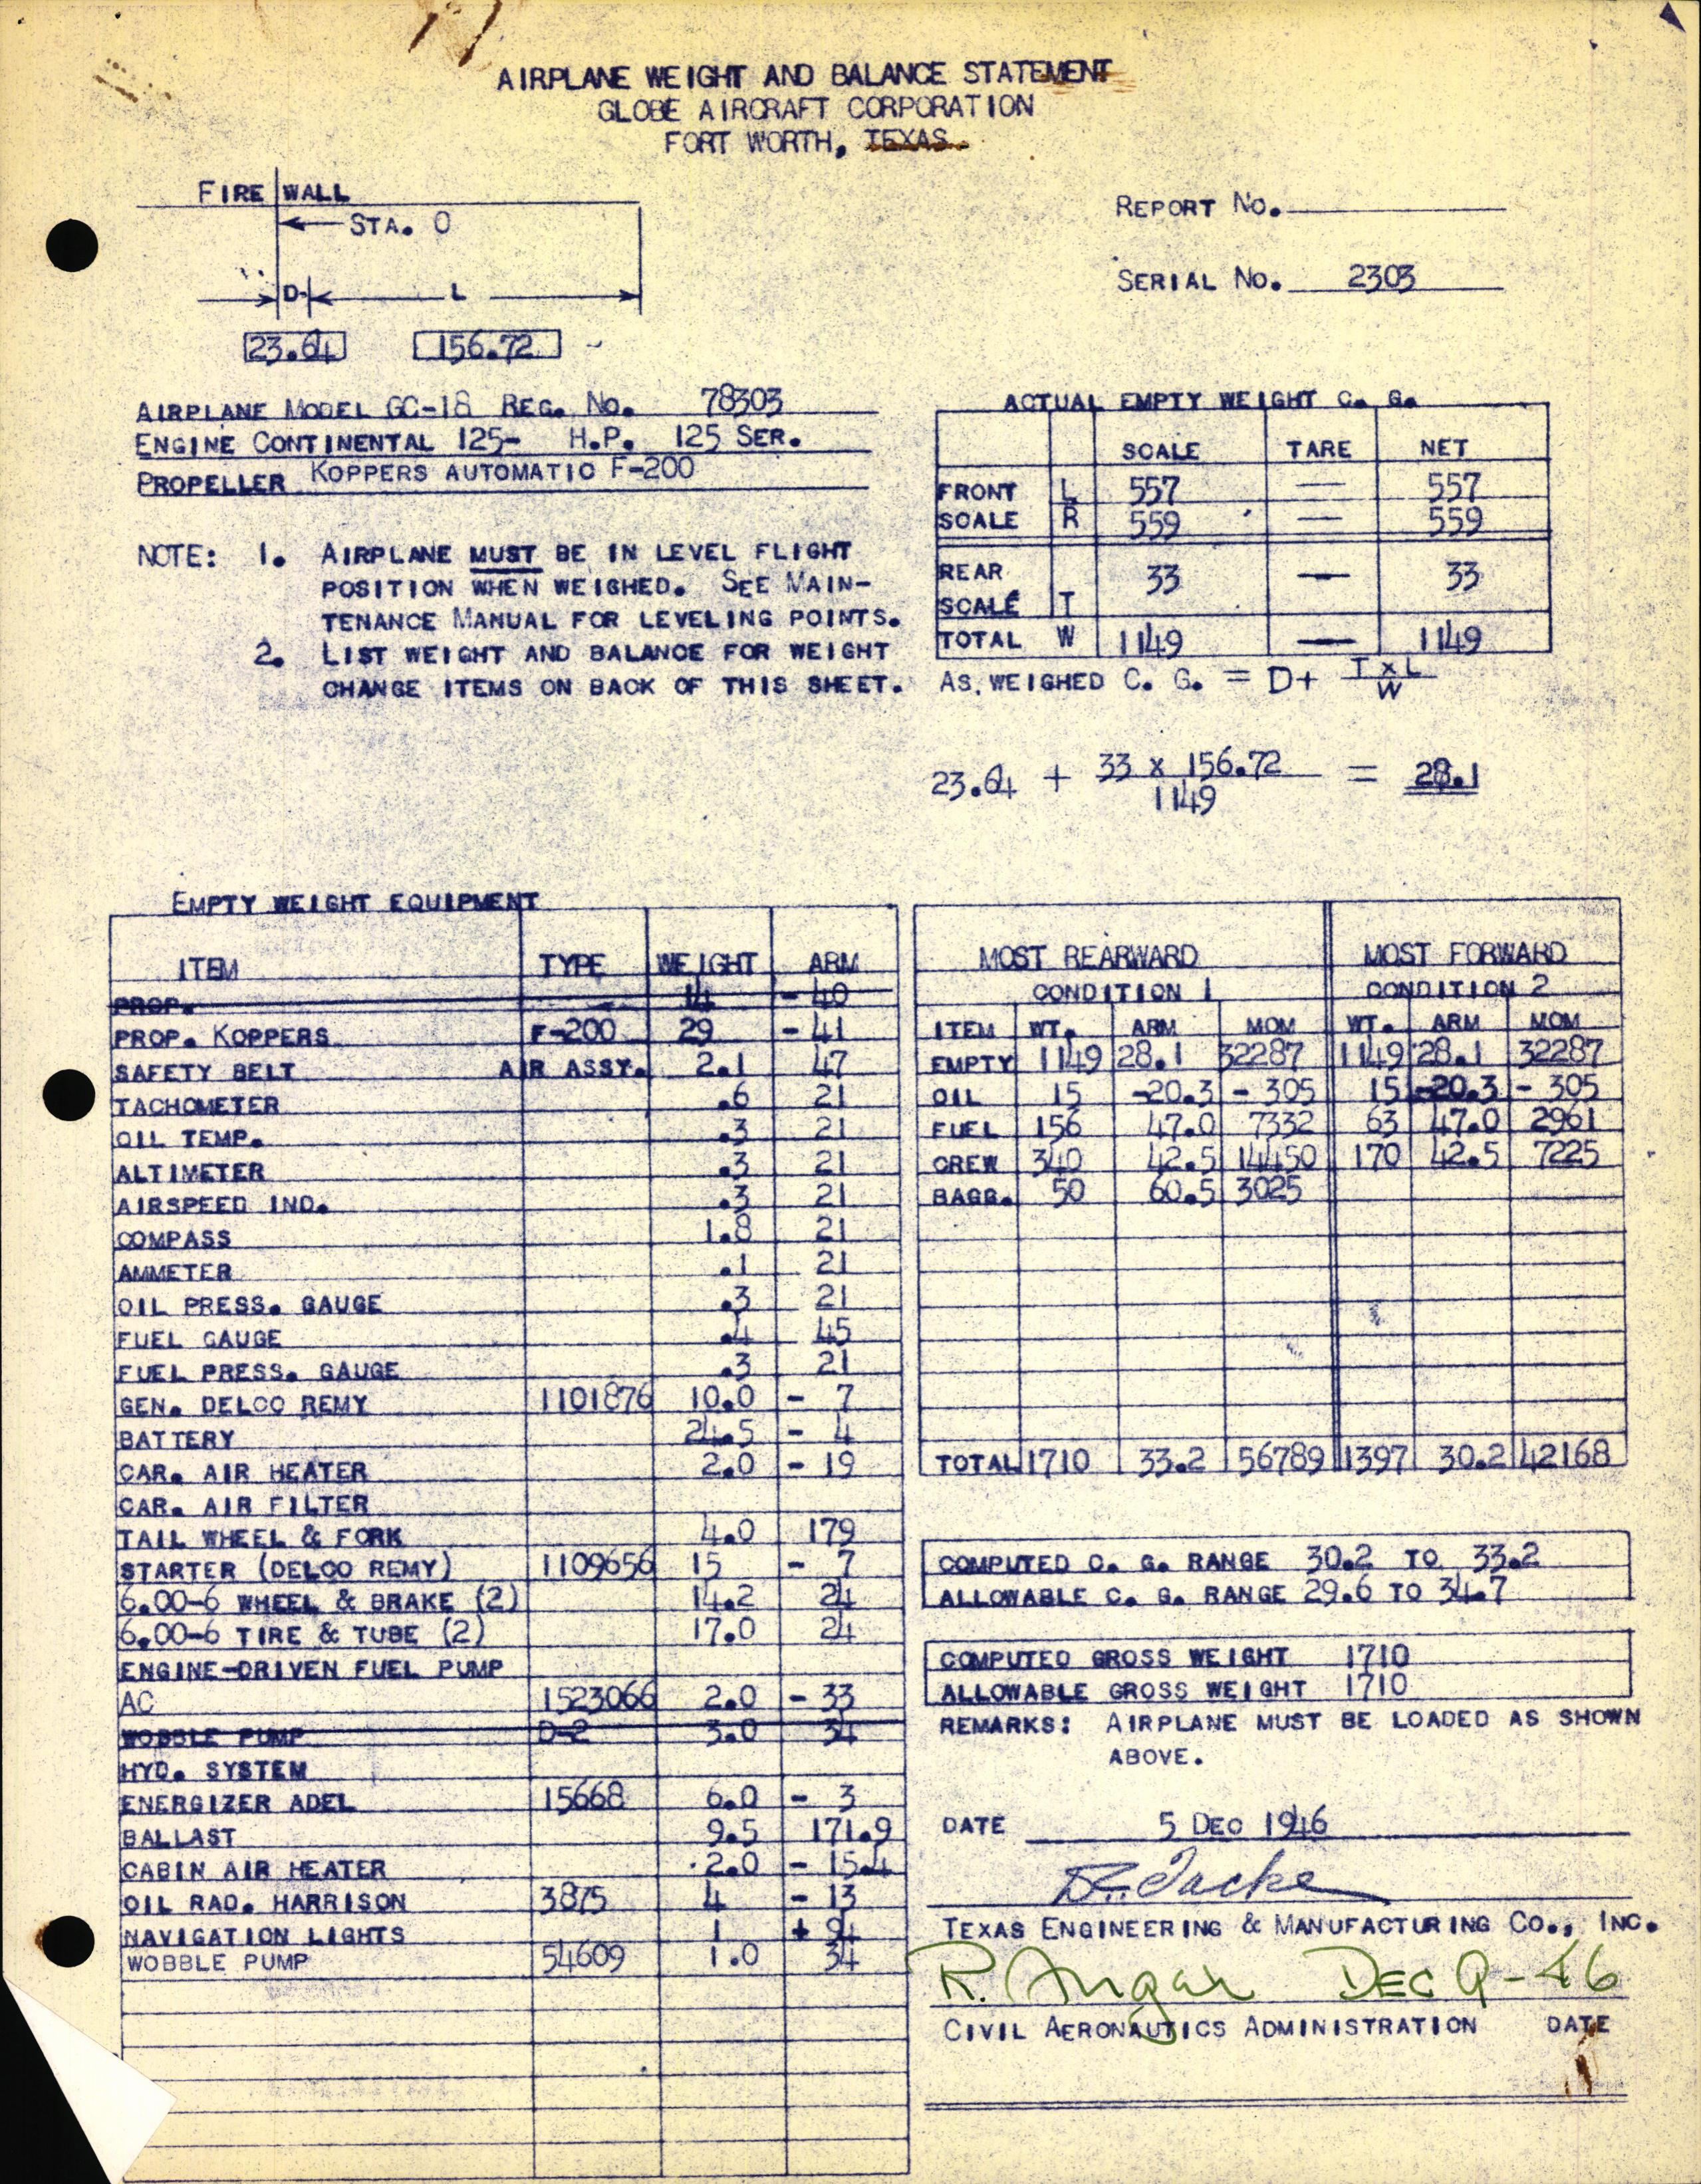 AIRPLANE WEIGHT AND BALANCE STATEMENT
GLOBE AIRCRAFT CORPORATION
FORT WORTH, TEXAS.
FIRE WALL
STA. 0
D L
23.64 156.72
REPORT No.
SERIAL No. 2303
AIRPLANE MODEL GC-1B REG. No. 78303
ENGINE CONTINENTAL 125- H.P. 125 SER.
PROPELLER KOPPERS AUTOMATIC F-200
NOTE: 1. AIRPLANE MUST BE IN LEVEL FLIGHT
POSITION WHEN WEIGHED. SEE MAIN-
TENANCE MANUAL FOR LEVELING POINTS.
2. LIST WEIGHT AND BALANCE FOR WEIGHT
CHANGE ITEMS ON BACK OF THIS SHEET.
ACTUAL EMPTY WEIGHT C. G.
SCALE TARE NET
FRONT L 557 — 557
SCALE R 559 — 559
REAR 33 — 33
SCALE T
TOTAL W 1149 — 1149
AS WEIGHED C. G. = D+ T x L
W
23.64 + 33 x 156.72 = 28.1
1149
EMPTY WEIGHT EQUIPMENT
ITEM TYPE WEIGHT ARM
PROP. 14 - 40
PROP. KOPPERS F-200 29 - 41
SAFETY BELT AIR ASSY. 2.1 47
TACHOMETER .6 21
OIL TEMP. .3 21
ALTIMETER .3 21
AIRSPEED IND. .3 21
COMPASS 1.8 21
AMMETER .1 21
OIL PRESS. GAUGE .3 21
FUEL GAUGE .4 45
FUEL PRESS. GAUGE .3 21
GEN. DELCO REMY 1101876 10.0 - 7
BATTERY 24.5 - 4
CAR. AIR HEATER 2.0 - 19
CAR. AIR FILTER
TAIL WHEEL & FORK 4.0 179
STARTER (DELCO REMY) 1109656 15 - 7
6.00-6 WHEEL & BRAKE (2) 14.2 24
6.00-6 TIRE & TUBE (2) 17.0 24
ENGINE-DRIVEN FUEL PUMP
AC 1523066 2.0 - 33
WOBBLE PUMP D-2 3.0 34
HYD. SYSTEM
ENERGIZER ADEL 15668 6.0 - 3
BALLAST 9.5 171.9
CABIN AIR HEATER 2.0 - 15.4
OIL RAD. HARRISON 3875 4 - 13
NAVIGATION LIGHTS 1 + 94
WOBBLE PUMP 54609 1.0 34
MOST REARWARD MOST FORWARD
CONDITION 1 CONDITION 2
ITEM WT. ARM MOM WT. ARM MOM
EMPTY 1149 28.1 32287 1149 28.1 32287
OIL 15 -20.3 - 305 15 -20.3 - 305
FUEL 156 47.0 7332 63 47.0 2961
CREW 340 42.5 14450 170 42.5 7225
BAGG. 50 60.5 3025
TOTAL 1710 33.2 56789 1397 30.2 42168
COMPUTED C. G. RANGE 30.2 TO 33.2
ALLOWABLE C. G. RANGE 29.6 TO 34.7
COMPUTED GROSS WEIGHT 1710
ALLOWABLE GROSS WEIGHT 1710
REMARKS: AIRPLANE MUST BE LOADED AS SHOWN
ABOVE.
DATE 5 DEC 1946
TEXAS ENGINEERING & MANUFACTURING CO., INC.
R. DEC 9-46
CIVIL AERONAUTICS ADMINISTRATION DATE